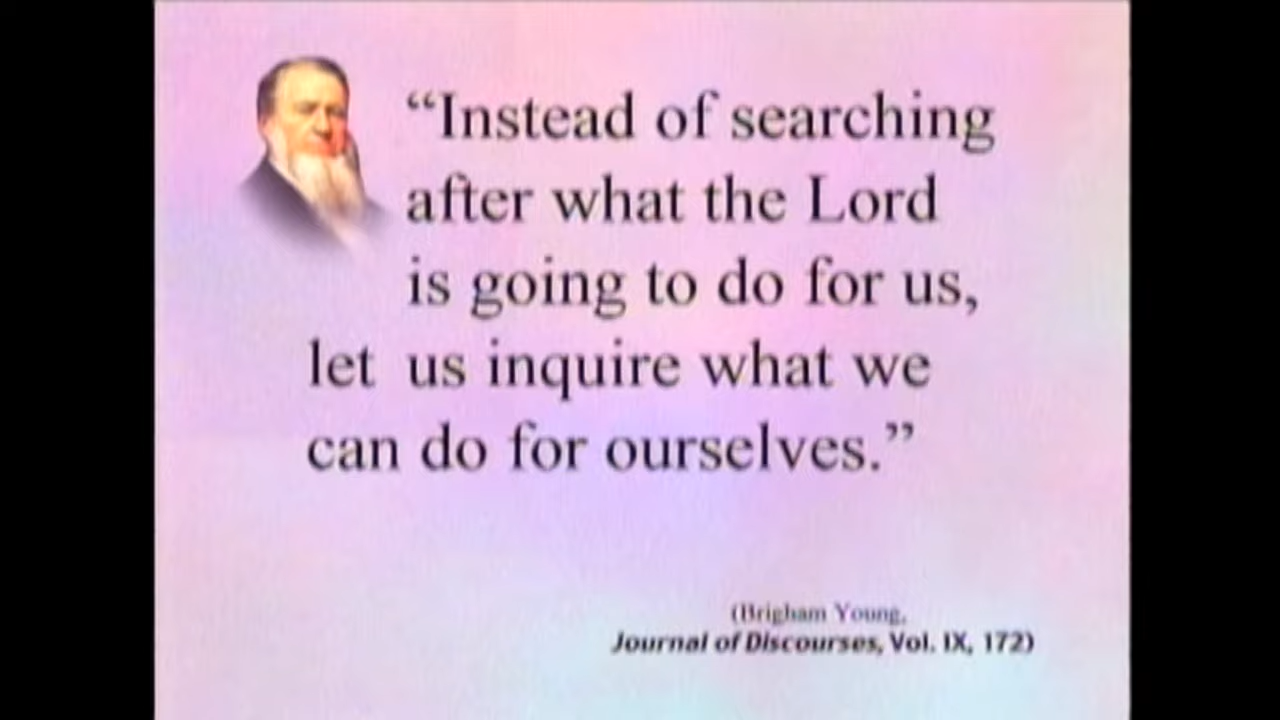 “Instead of searching
after what the Lord
is going to do for us,
let us inquire what we
can do for ourselves.”
(Brigham Young,
Journal of Discourses, Vol. IX, 172)